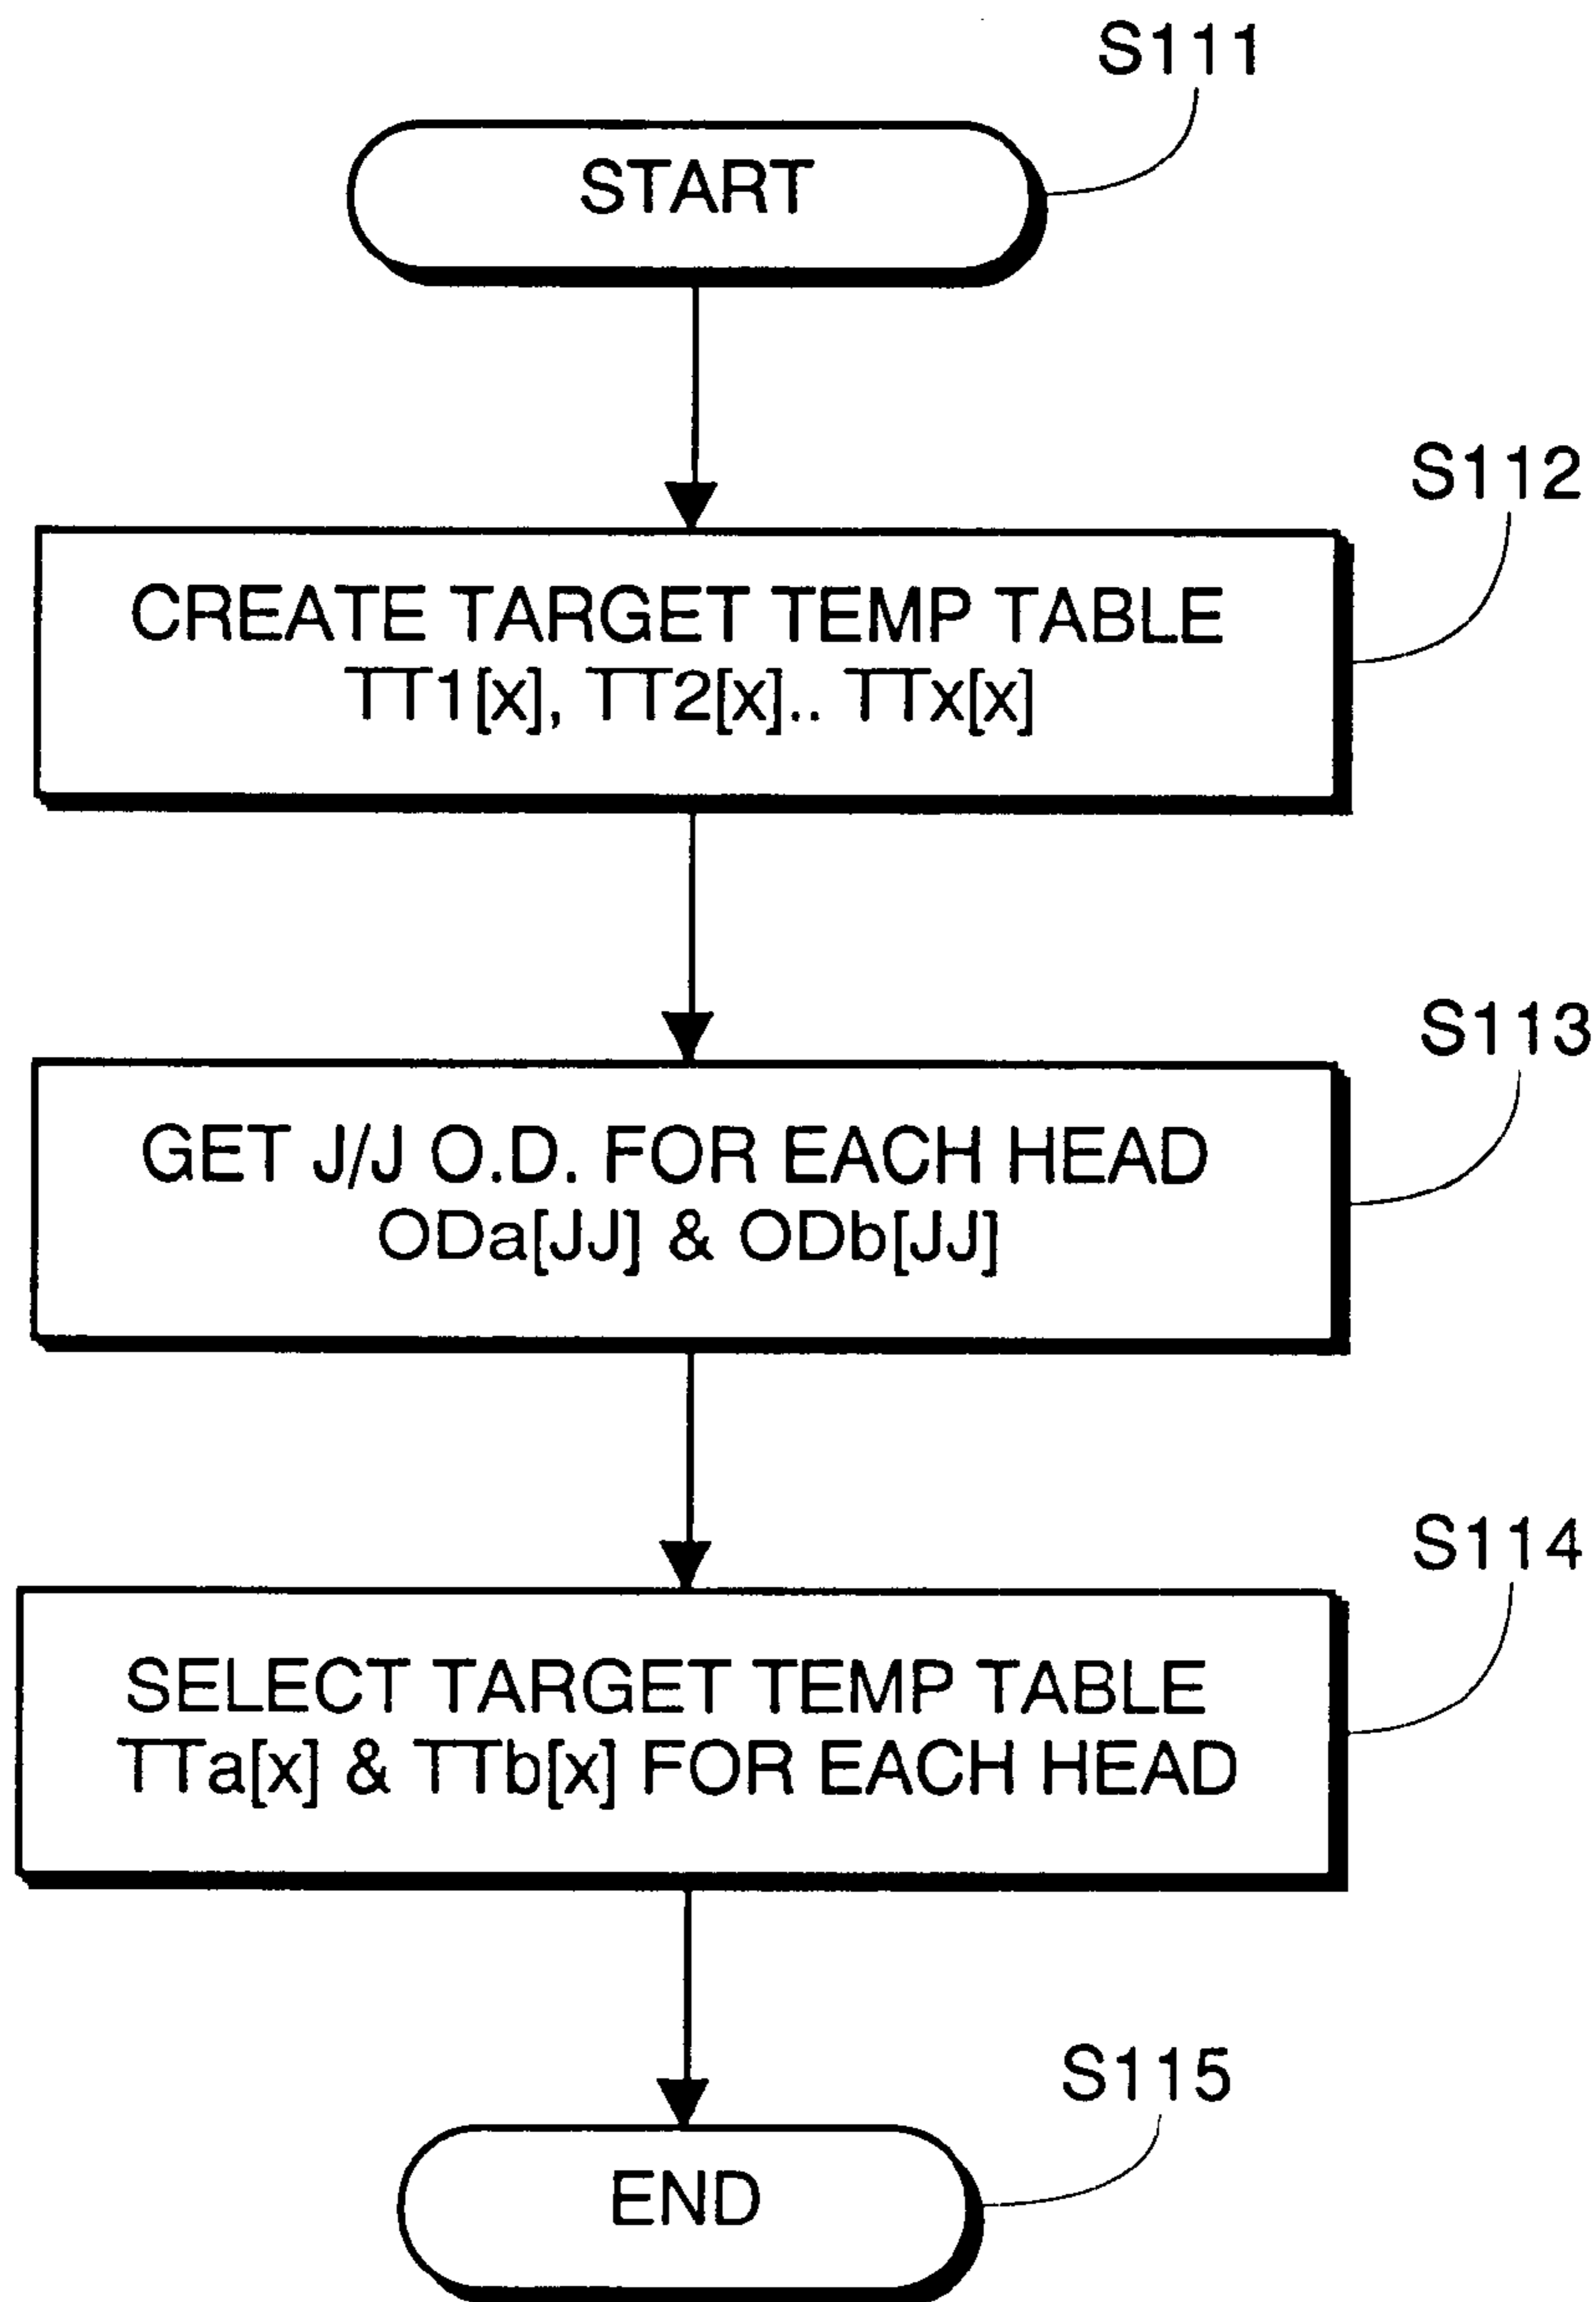 S111
START
S112
CREATE TARGET TEMP TABLE
TT1[x], TT2[x].. TTx[x]
S113
GET J/J O.D. FOR EACH HEAD
ODa[JJ] & ODb[JJ]
S114
SELECT TARGET TEMP TABLE
TTa[x] & TTb[x] FOR EACH HEAD
S115
END